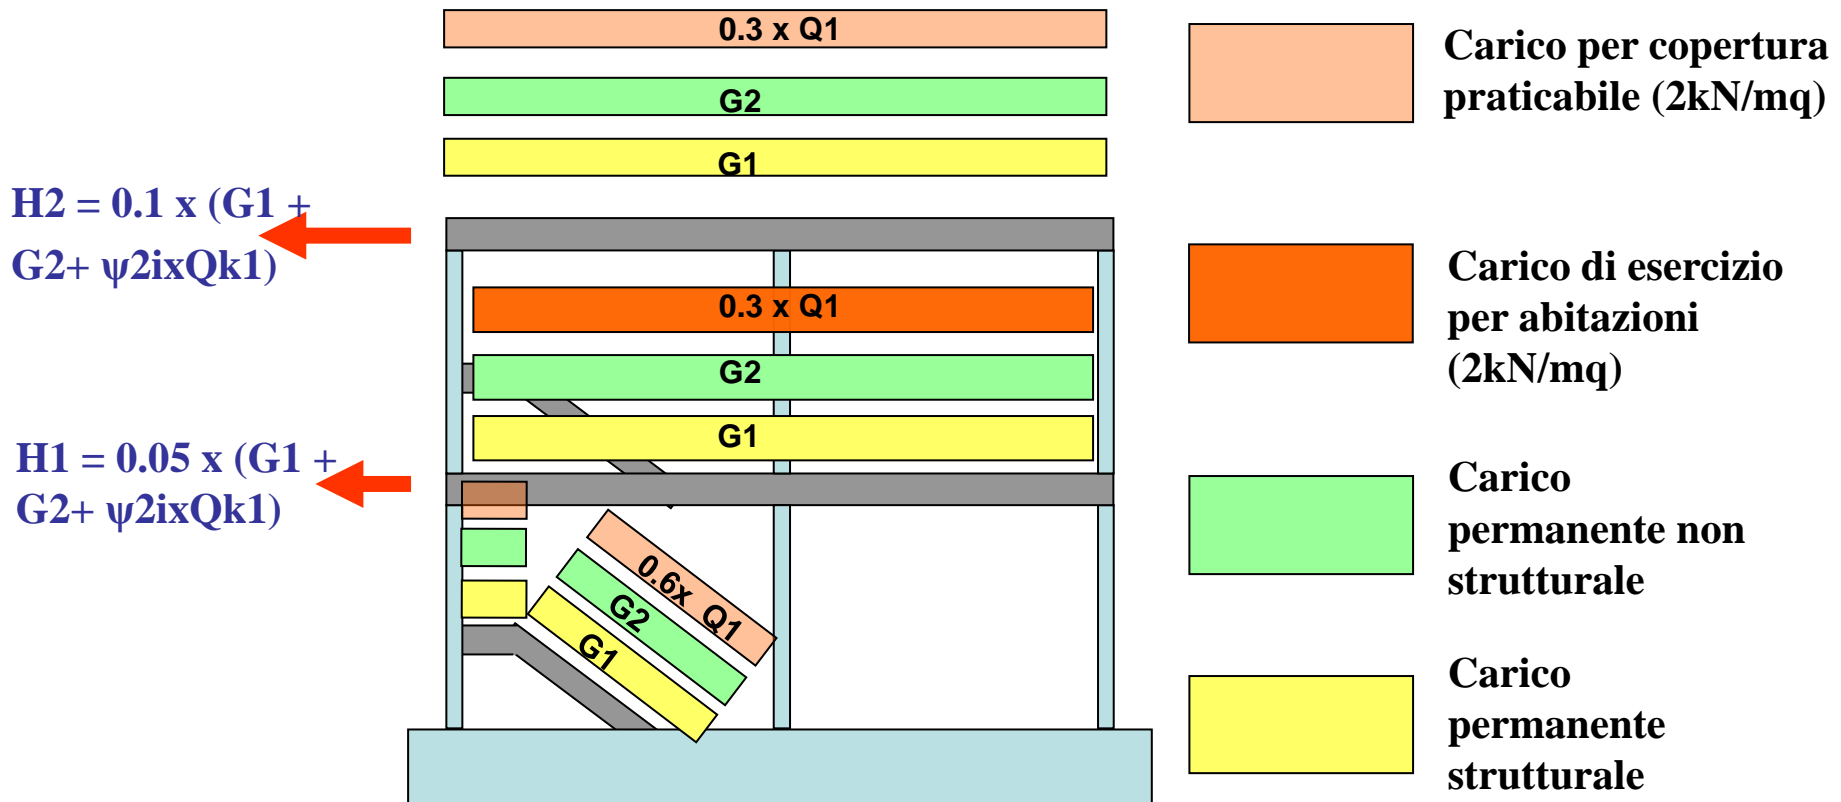 0.3 x Q1
G2
G1
H2 = 0.1 x (G1 +
G2+ ψ2ixQk1)
0.3 x Q1
G2
G1
H1 = 0.05 x (G1 +
G2+ ψ2ixQk1)
0.6x Q1
G2
G1
Carico per copertura
praticabile (2kN/mq)
Carico di esercizio
per abitazioni
(2kN/mq)
Carico
permanente non
strutturale
Carico
permanente
strutturale